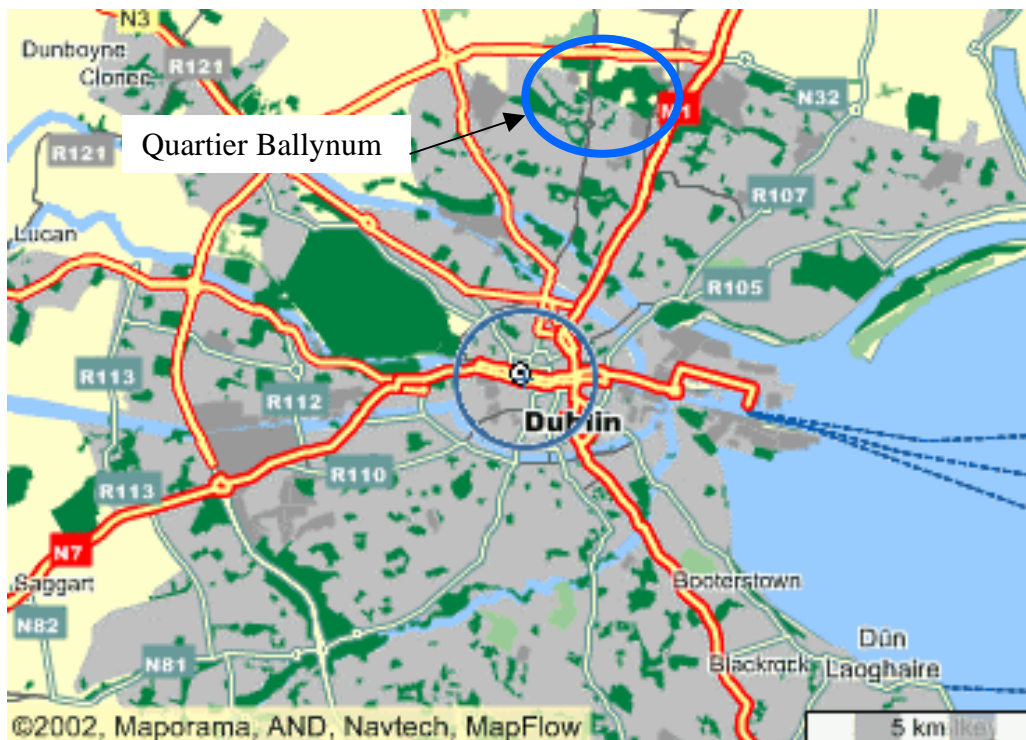 N3
Dunboyne
R121
N32
M1
Quartier Ballynum
R121
R107
Lucan
R105
R113
R112
Dublin
R110
R113
N7
Saggart
Booterstown
N82
Dún
Laoghaire
N81
Blackrock
©2002, Maporama, AND, Navtech, MapFlow
5 km